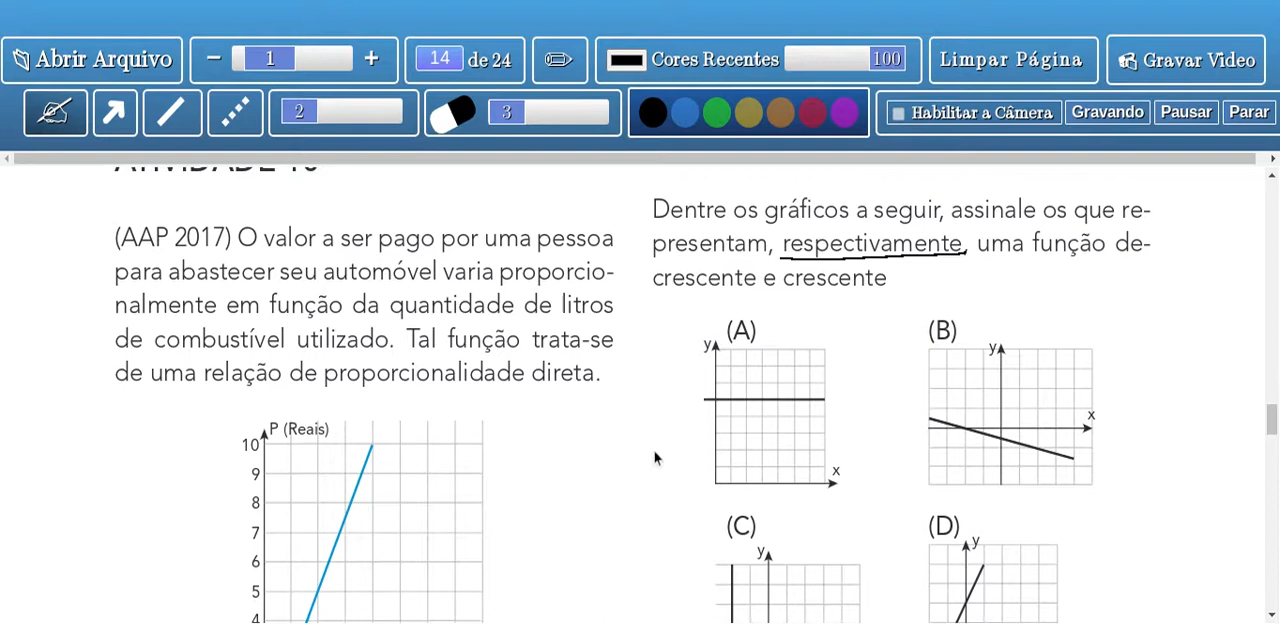 Abrir Arquivo
− 1 +
14 de 24
Cores Recentes 100
Limpar Página
Gravar Video
2
3
Habilitar a Câmera
Gravando
Pausar
Parar
ATIVIDADE 10
(AAP 2017) O valor a ser pago por uma pessoa
para abastecer seu automóvel varia proporcio-
nalmente em função da quantidade de litros
de combustível utilizado. Tal função trata-se
de uma relação de proporcionalidade direta.
P (Reais)
10
9
8
7
6
5
4
Dentre os gráficos a seguir, assinale os que re-
presentam, respectivamente, uma função de-
crescente e crescente
(A)
y
x
(B)
y
x
(C)
y
(D)
y